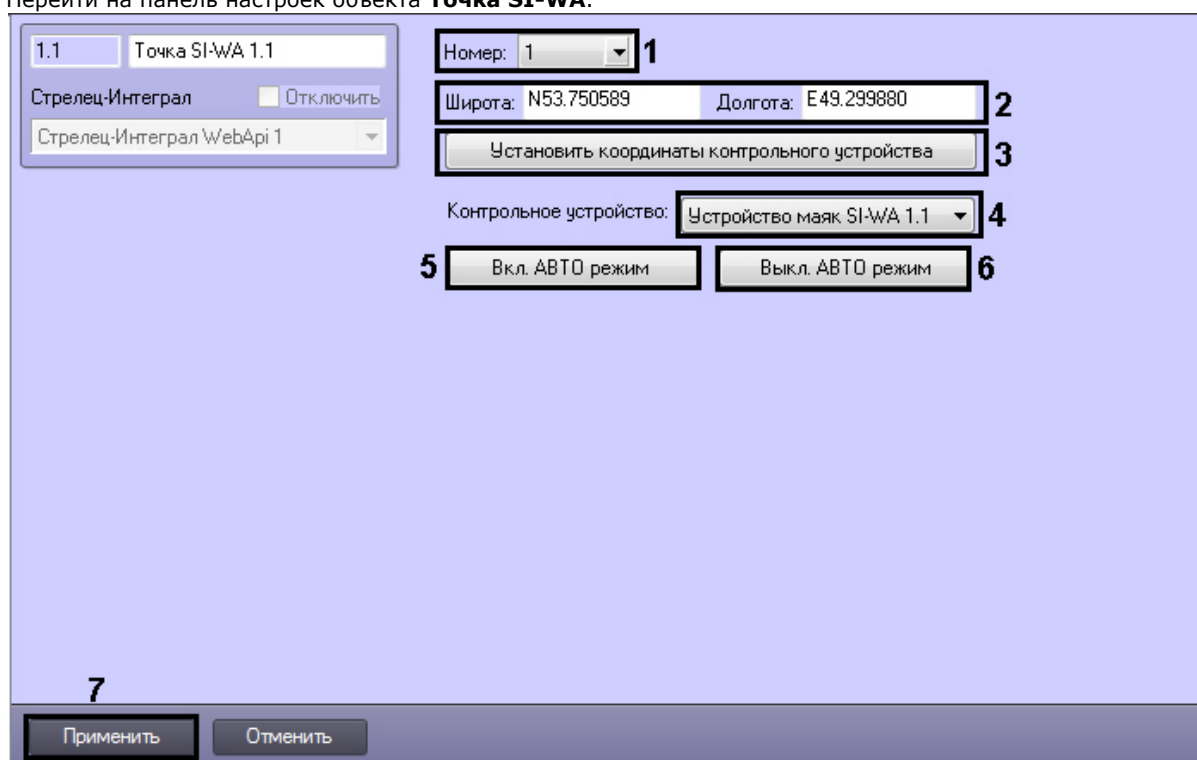 Перейти на панель настроек объекта Точка SI-WA.
1.1 Точка SI-WA 1.1
Стрелец-Интеграл Отключить
Стрелец-Интеграл WebApi 1
Номер: 1 1
Широта: N53.750589 Долгота: E49.299880 2
Установить координаты контрольного устройства 3
Контрольное устройство: Устройство маяк SI-WA 1.1 4
5 Вкл. АВТО режим Выкл. АВТО режим 6
7
Применить Отменить